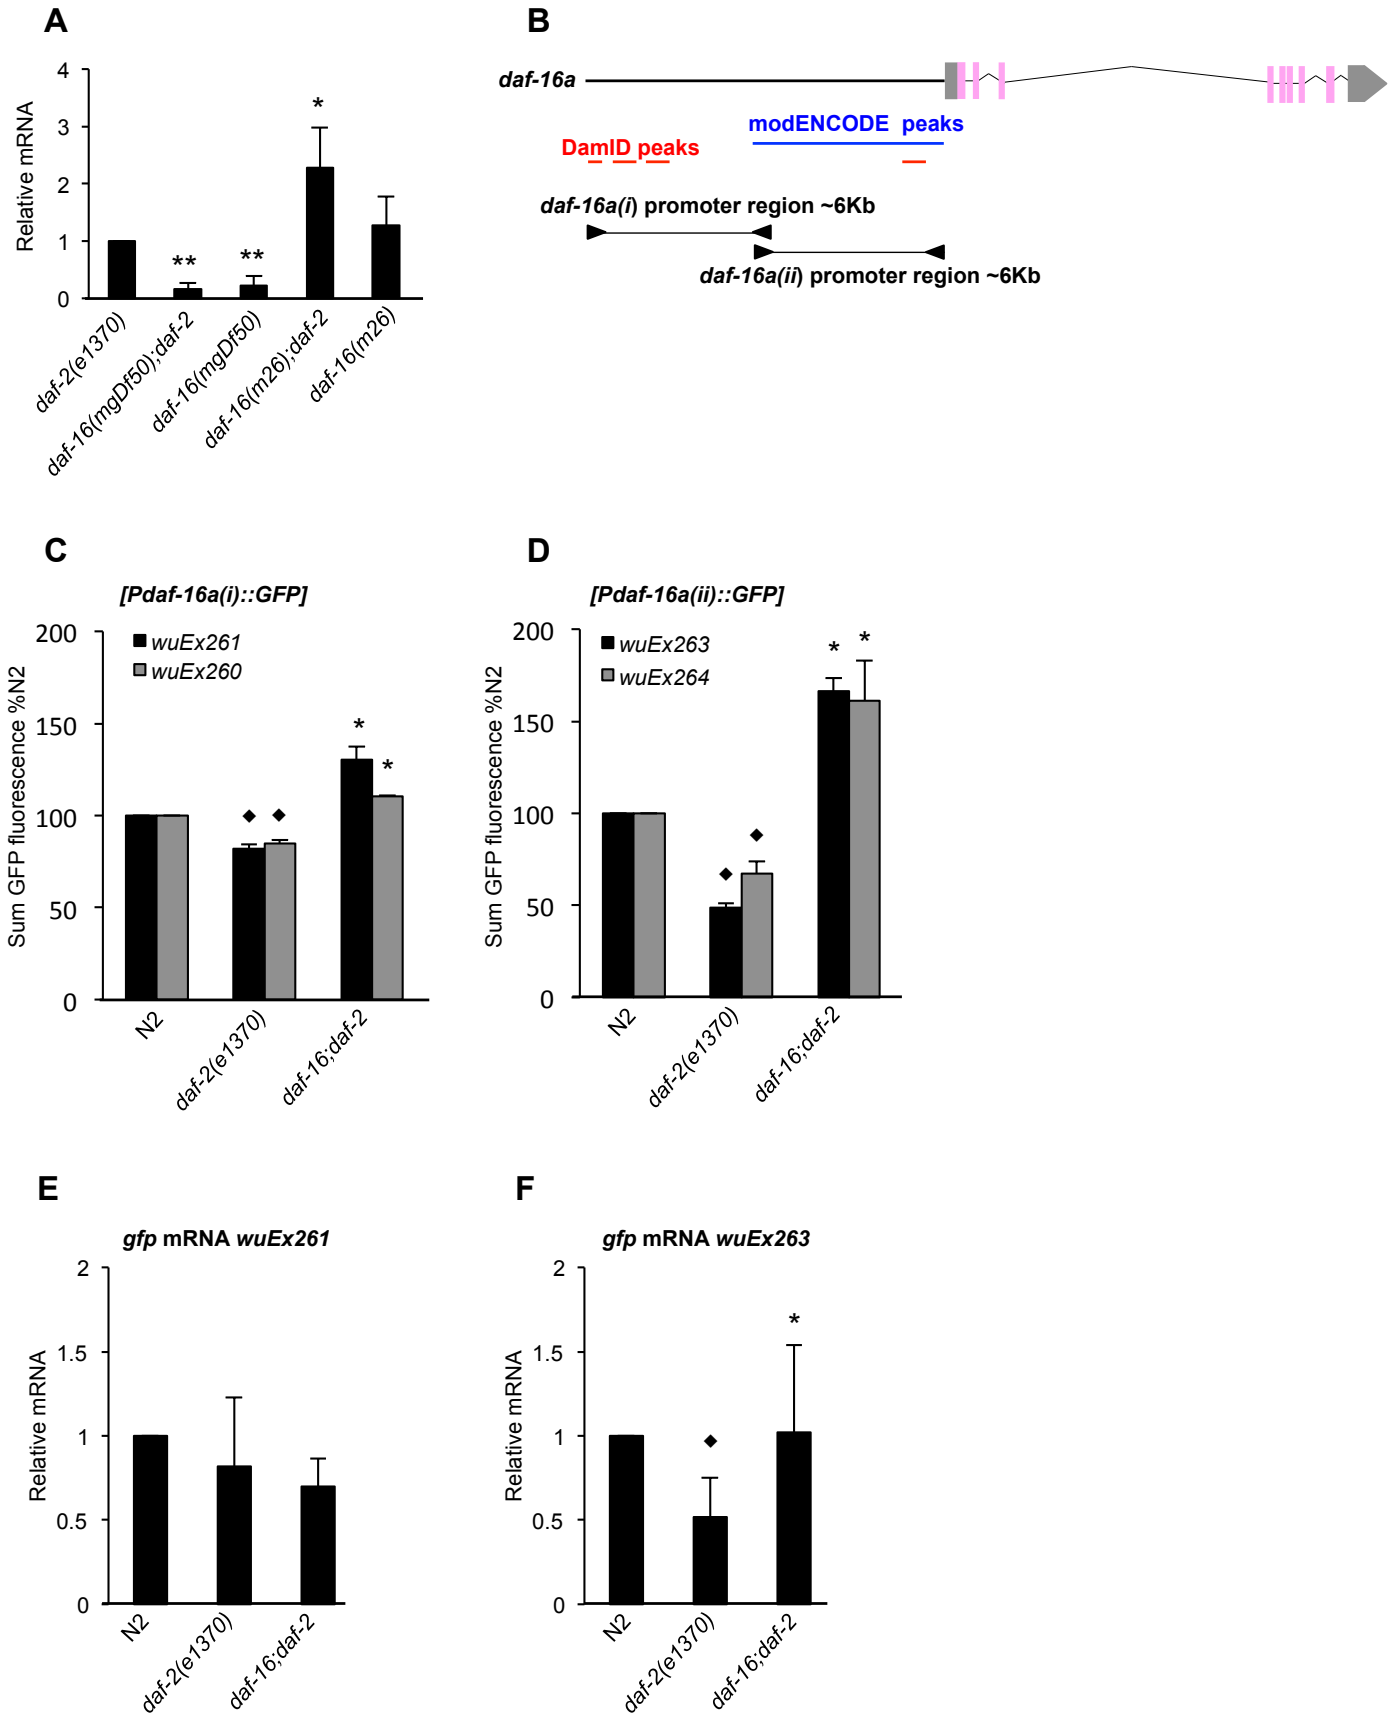 A
4
3
2
1
0
Relative mRNA
*
**
**
daf-2(e1370)
daf-16(mgDf50);daf-2
daf-16(mgDf50)
daf-16(m26);daf-2
daf-16(m26)
B
daf-16a
modENCODE peaks
DamID peaks
daf-16a(i) promoter region ~6Kb
daf-16a(ii) promoter region ~6Kb
C
[Pdaf-16a(i)::GFP]
wuEx261
wuEx260
200
150
100
50
0
Sum GFP fluorescence %N2
◆ ◆
* *
N2
daf-2(e1370)
daf-16;daf-2
D
[Pdaf-16a(ii)::GFP]
wuEx263
wuEx264
200
150
100
50
0
Sum GFP fluorescence %N2
◆ ◆
* *
N2
daf-2(e1370)
daf-16;daf-2
E
gfp mRNA wuEx261
2
1.5
1
0.5
0
Relative mRNA
N2
daf-2(e1370)
daf-16;daf-2
F
gfp mRNA wuEx263
2
1.5
1
0.5
0
Relative mRNA
◆
*
N2
daf-2(e1370)
daf-16;daf-2